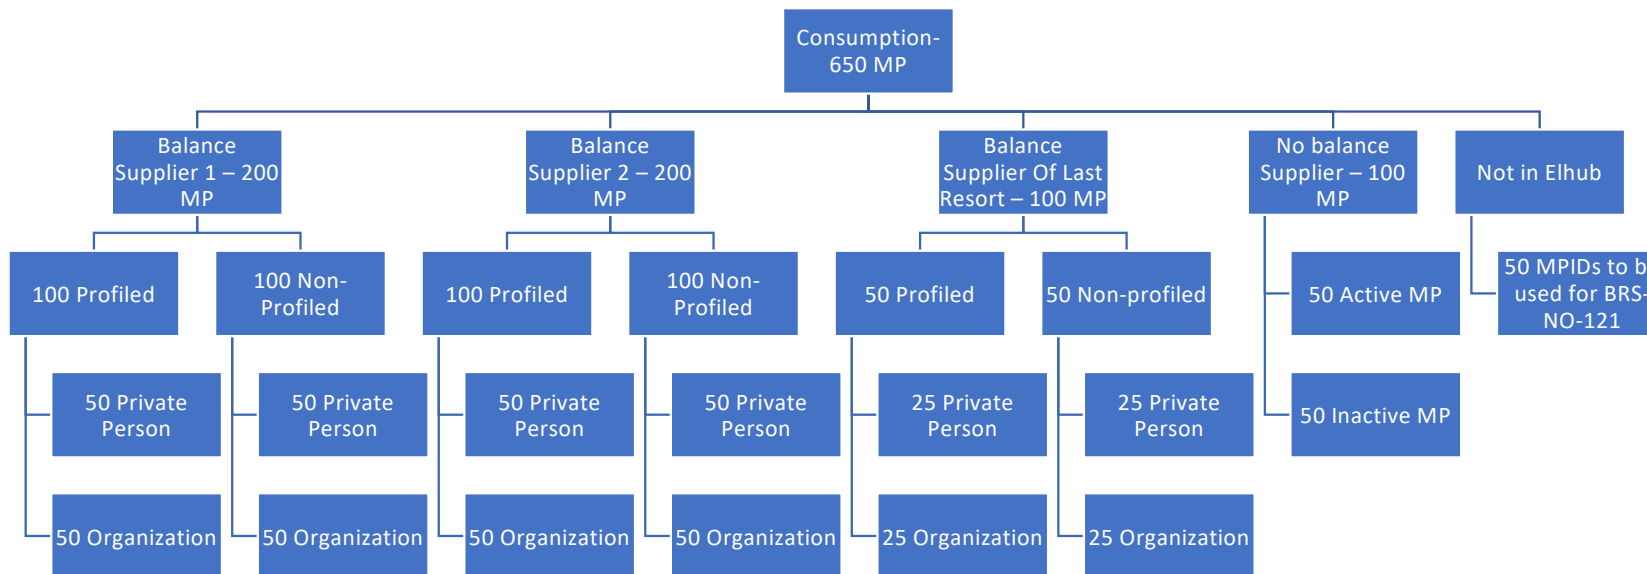 Consumption-
650 MP
Balance
Supplier 1 – 200
MP
Balance
Supplier 2 – 200
MP
Balance
Supplier Of Last
Resort – 100 MP
No balance
Supplier – 100
MP
Not in Elhub
100 Profiled
100 Non-
Profiled
100 Profiled
100 Non-
Profiled
50 Profiled
50 Non-profiled
50 Active MP
50 MPIDs to b
used for BRS-
NO-121
50 Private
Person
50 Private
Person
50 Private
Person
50 Private
Person
25 Private
Person
25 Private
Person
50 Inactive MP
50 Organization
50 Organization
50 Organization
50 Organization
25 Organization
25 Organization